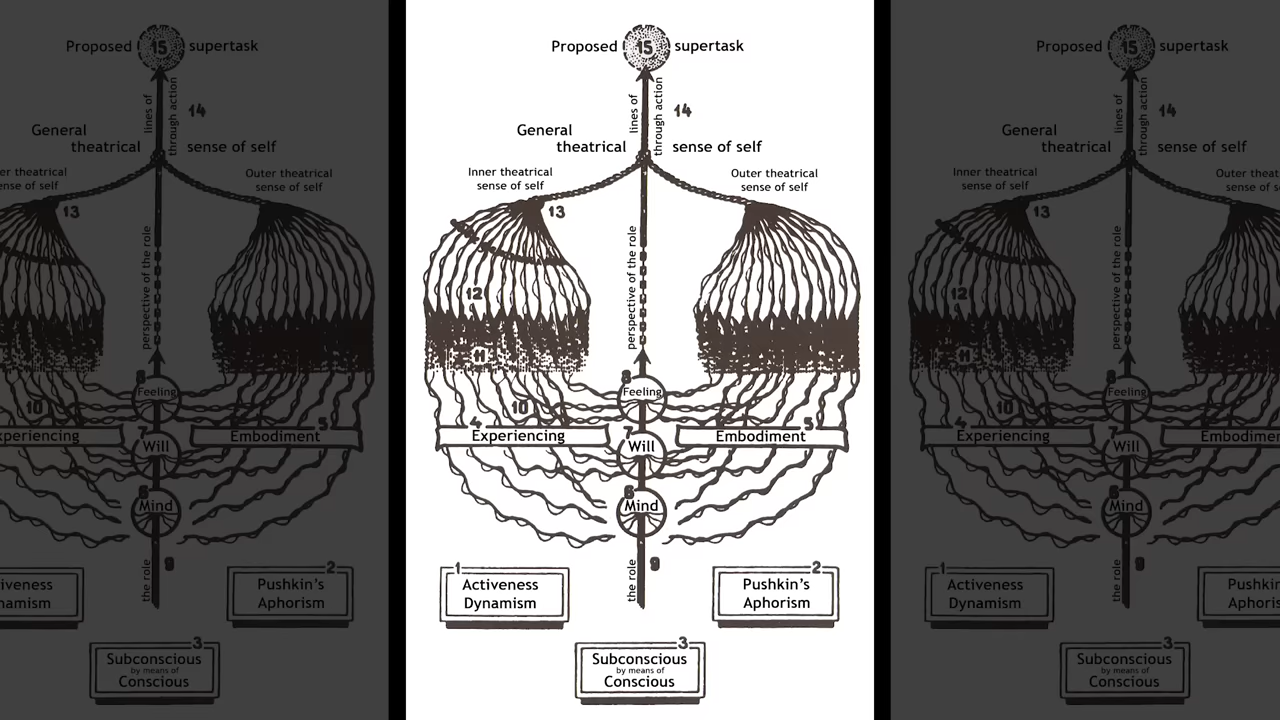 Proposed 15 supertask
lines of
through action
14
General
theatrical
sense of self
Inner theatrical
sense of self
Outer theatrical
sense of self
13
perspective of the role
12
11
8
Feeling
10
4
Experiencing
7
Will
5
Embodiment
6
Mind
the role
9
1
Activeness
Dynamism
2
Pushkin's
Aphorism
3
Subconscious
by means of
Conscious